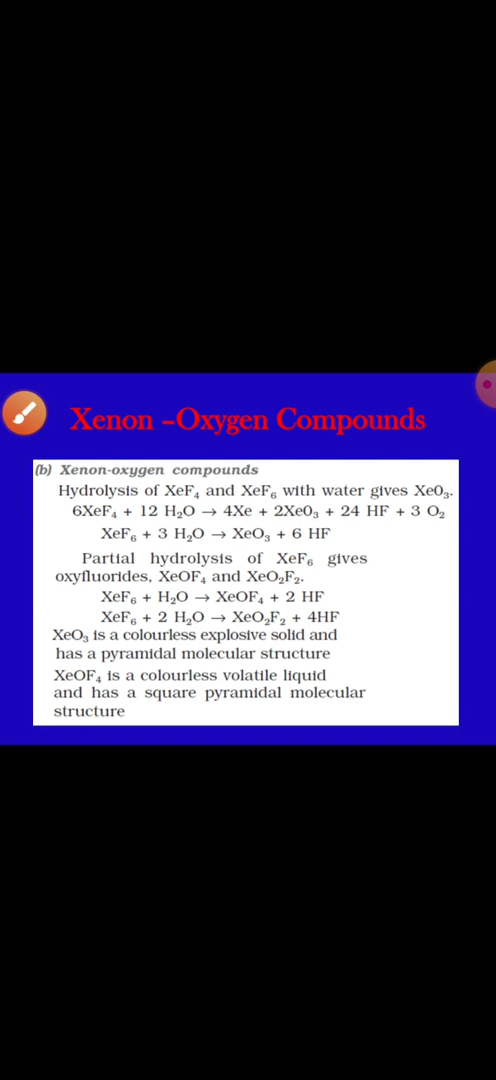 Xenon –Oxygen Compounds
(b) Xenon-oxygen compounds
Hydrolysis of XeF₄ and XeF₆ with water gives Xe0₃.
6XeF₄ + 12 H₂O → 4Xe + 2Xe0₃ + 24 HF + 3 O₂
XeF₆ + 3 H₂O → XeO₃ + 6 HF
Partial hydrolysis of XeF₆ gives
oxyfluorides, XeOF₄ and XeO₂F₂.
XeF₆ + H₂O → XeOF₄ + 2 HF
XeF₆ + 2 H₂O → XeO₂F₂ + 4HF
XeO₃ is a colourless explosive solid and
has a pyramidal molecular structure
XeOF₄ is a colourless volatile liquid
and has a square pyramidal molecular
structure